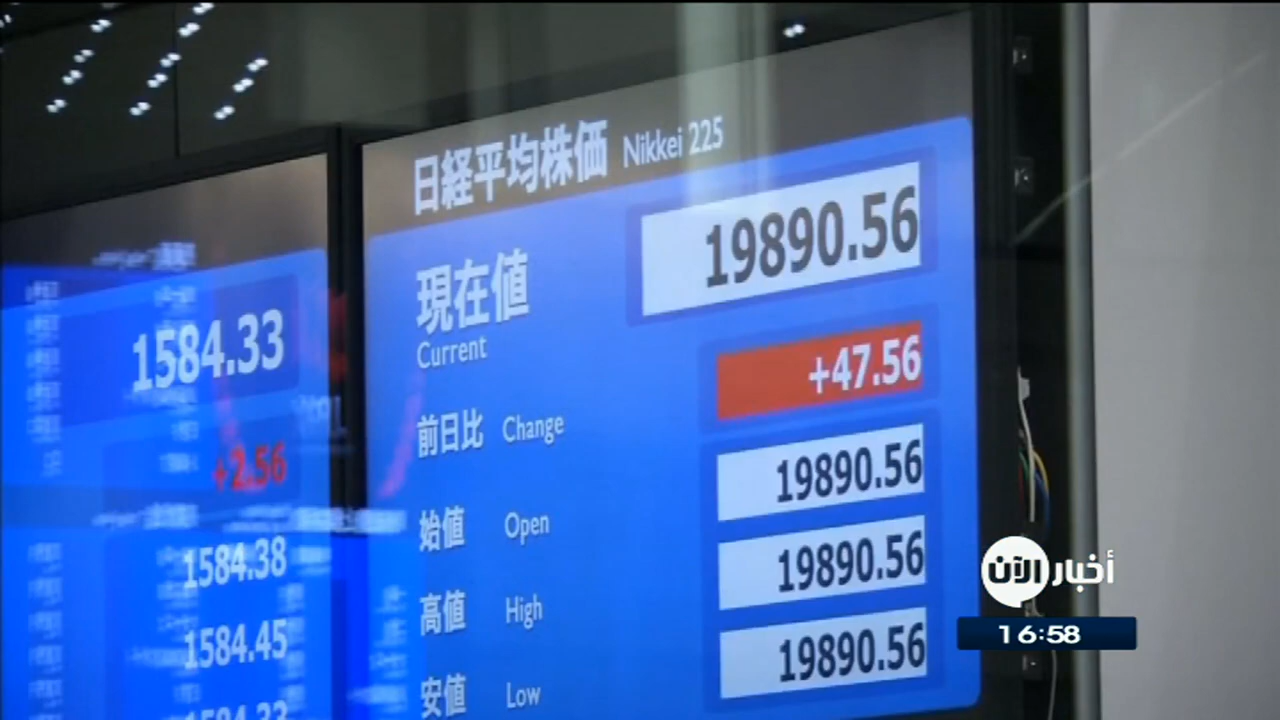 日経平均株価 Nikkei 225
現在値 19890.56
Current
前日比 Change +47.56
始値 Open 19890.56
高値 High 19890.56
安値 Low 19890.56
1584.33
+2.56
1584.38
1584.45
أخبار الآن
16:58